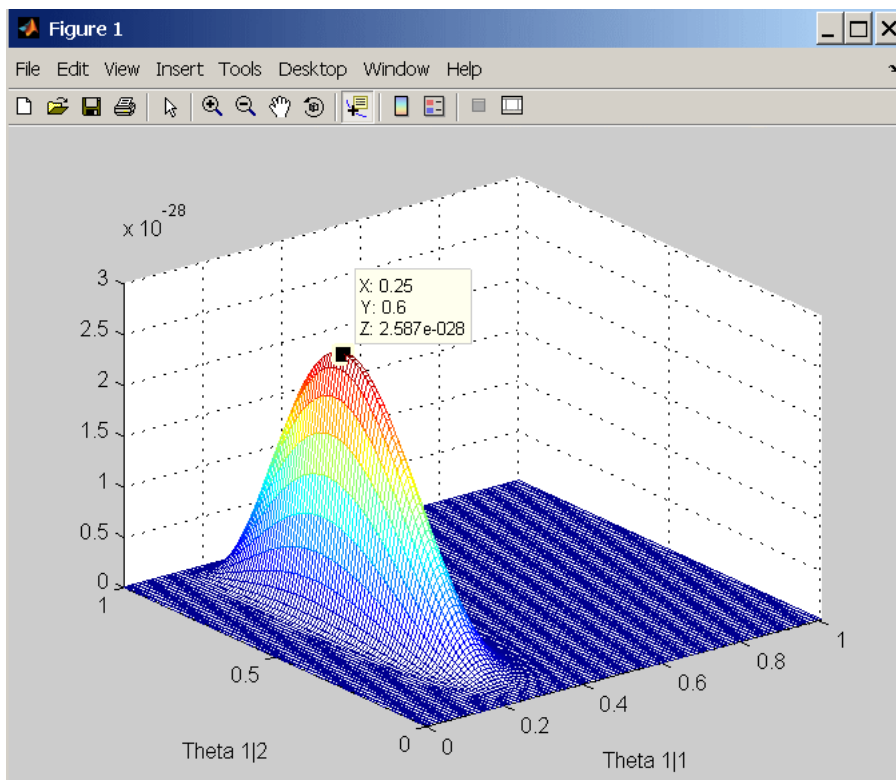 Figure 1
File Edit View Insert Tools Desktop Window Help
x 10^-28
3
2.5
2
1.5
1
0.5
0
X: 0.25
Y: 0.6
Z: 2.587e-028
1
0.5
0
Theta 1|2
0
0.2
0.4
0.6
0.8
1
Theta 1|1